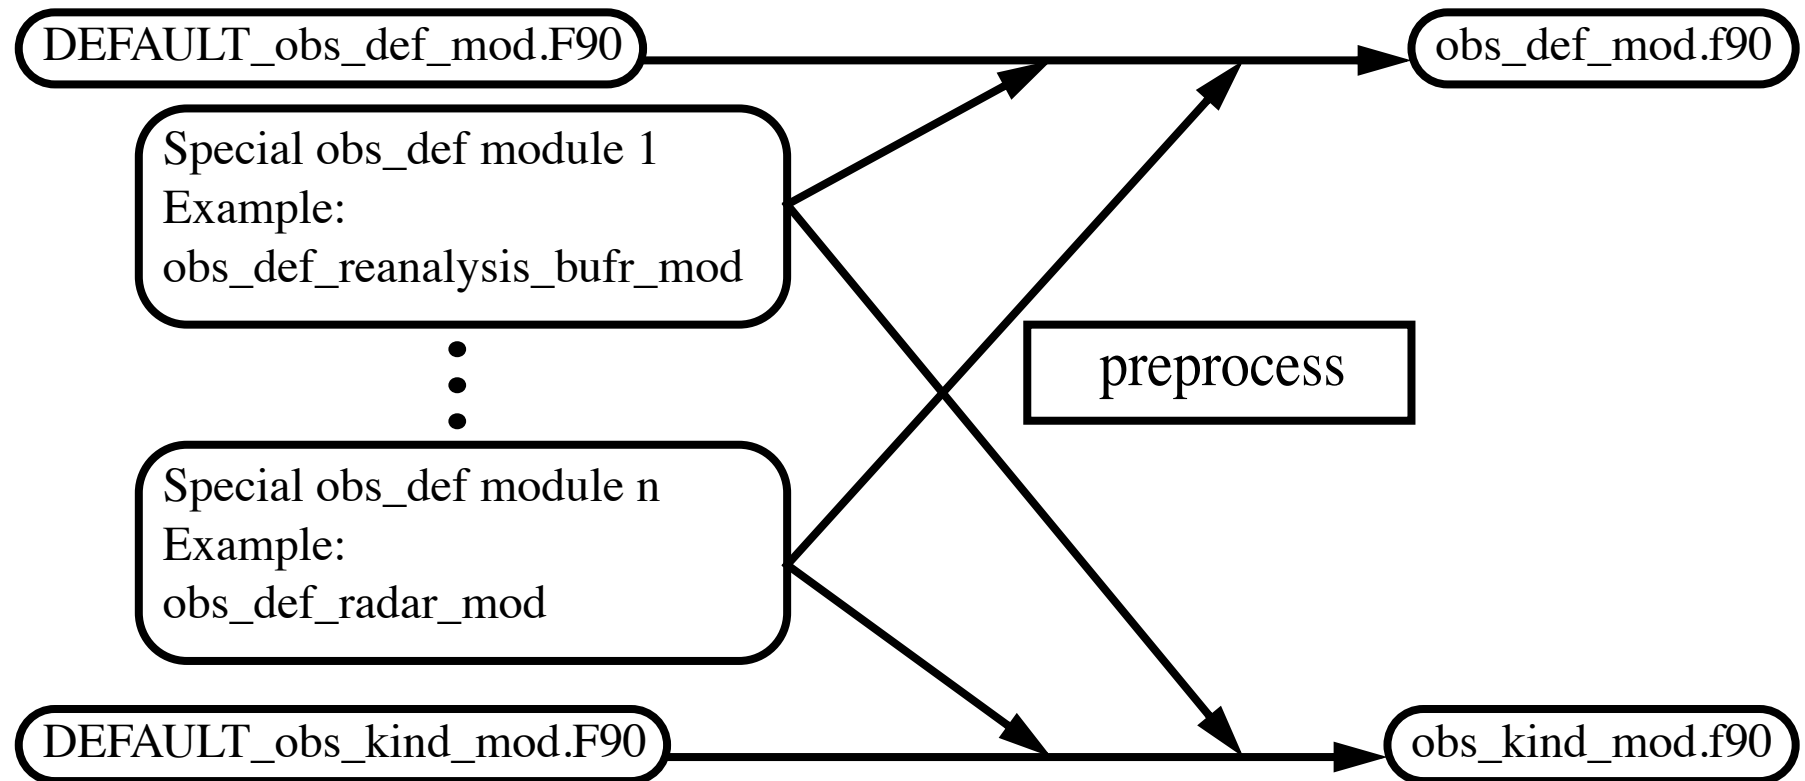 DEFAULT_obs_def_mod.F90
obs_def_mod.f90
Special obs_def module 1
Example:
obs_def_reanalysis_bufr_mod
preprocess
Special obs_def module n
Example:
obs_def_radar_mod
DEFAULT_obs_kind_mod.F90
obs_kind_mod.f90